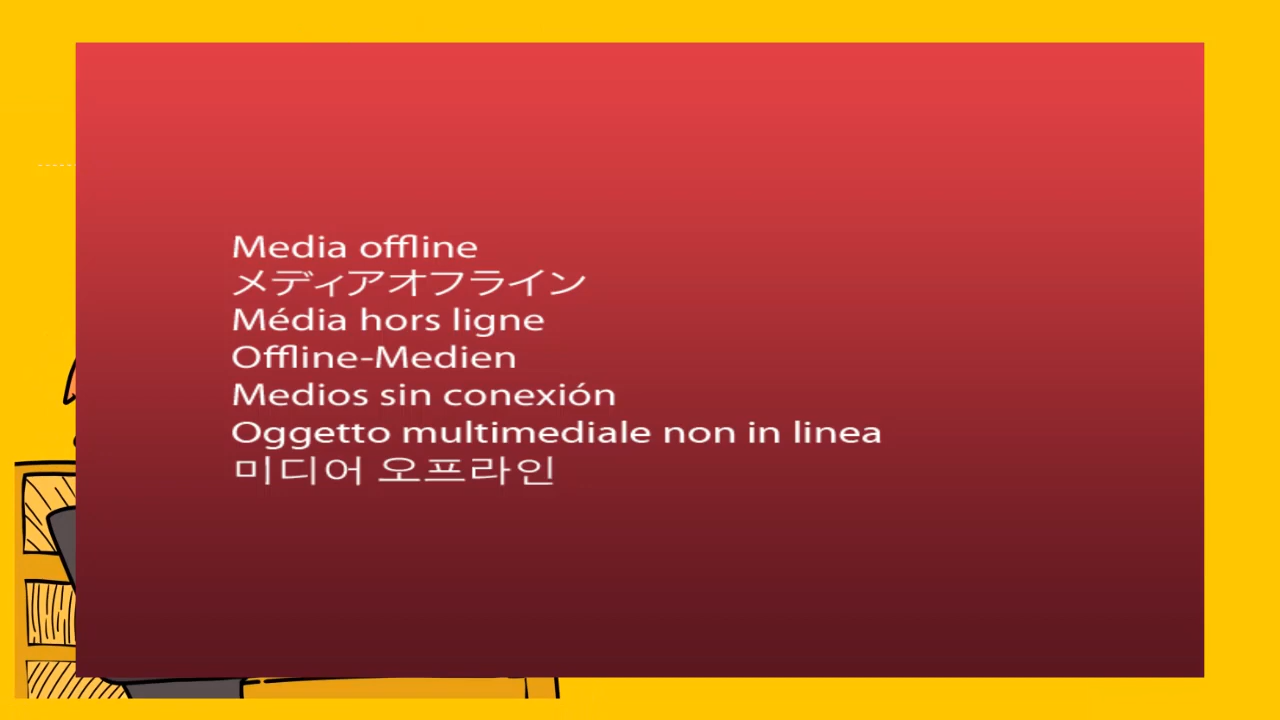 Media offline
メディアオフライン
Média hors ligne
Offline-Medien
Medios sin conexión
Oggetto multimediale non in linea
미디어 오프라인